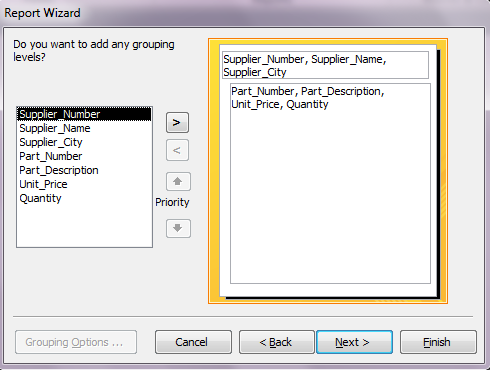 Report Wizard
Do you want to add any grouping
levels?
Supplier_Number
Supplier_Name
Supplier_City
Part_Number
Part_Description
Unit_Price
Quantity
>
<
Priority
Supplier_Number, Supplier_Name,
Supplier_City
Part_Number, Part_Description,
Unit_Price, Quantity
Grouping Options ...
Cancel
< Back
Next >
Finish